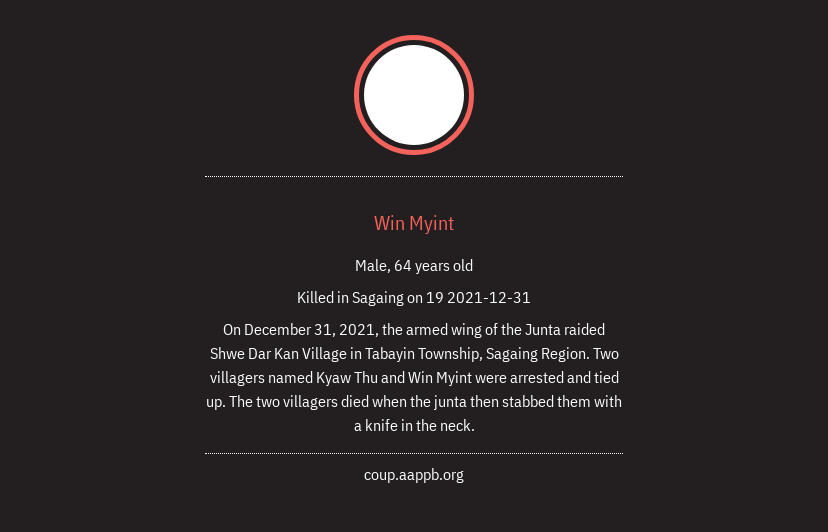 Win Myint
Male, 64 years old
Killed in Sagaing on 19 2021-12-31
On December 31, 2021, the armed wing of the Junta raided
Shwe Dar Kan Village in Tabayin Township, Sagaing Region. Two
villagers named Kyaw Thu and Win Myint were arrested and tied
up. The two villagers died when the junta then stabbed them with
a knife in the neck.
coup.aappb.org